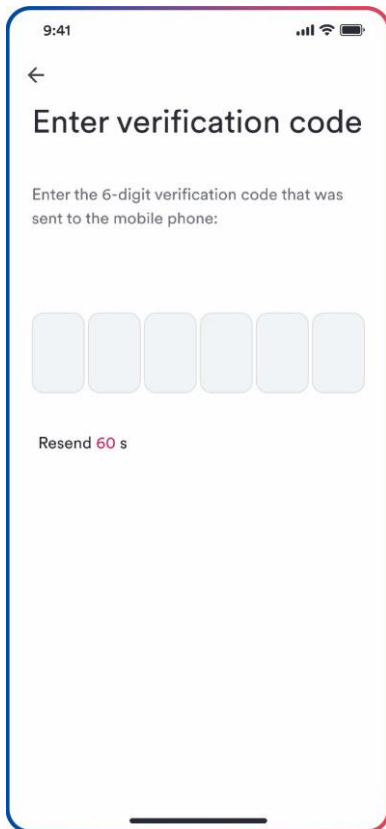 9:41
Enter verification code
Enter the 6-digit verification code that was
sent to the mobile phone:
Resend 60 s